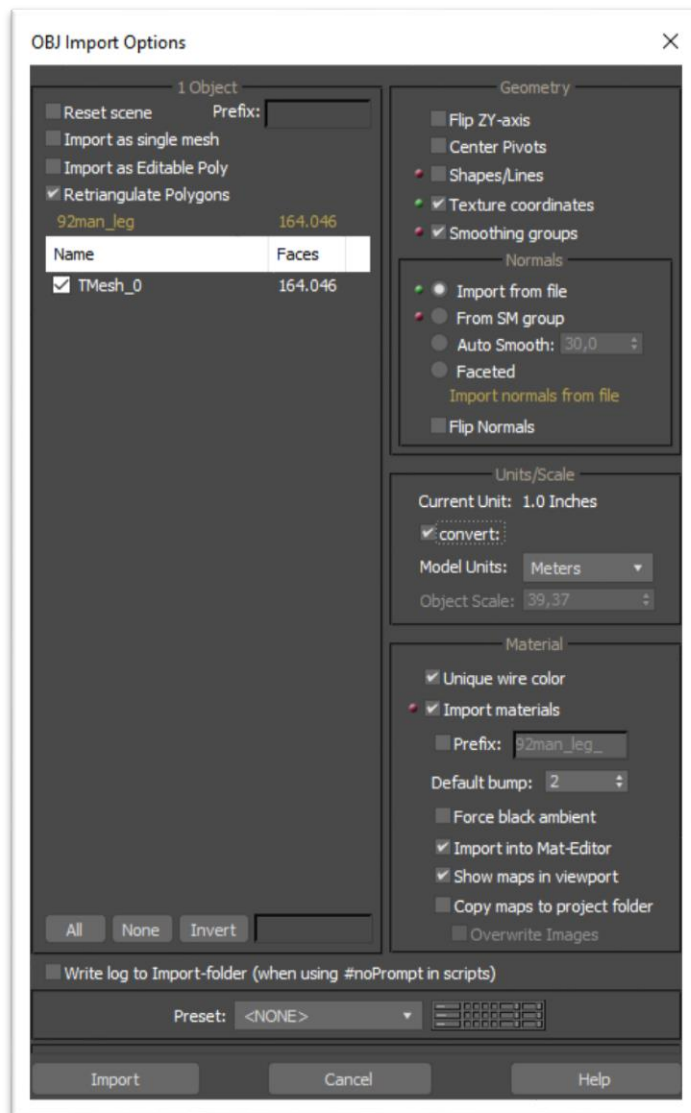 OBJ Import Options
1 Object
Reset scene Prefix:
Import as single mesh
Import as Editable Poly
Retriangulate Polygons
92man_leg 164.046
Name Faces
TMesh_0 164.046
All None Invert
Geometry
Flip ZY-axis
Center Pivots
Shapes/Lines
Texture coordinates
Smoothing groups
Normals
Import from file
From SM group
Auto Smooth: 30,0
Faceted
Import normals from file
Flip Normals
Units/Scale
Current Unit: 1.0 Inches
convert:
Model Units: Meters
Object Scale: 39,37
Material
Unique wire color
Import materials
Prefix: 92man_leg_
Default bump: 2
Force black ambient
Import into Mat-Editor
Show maps in viewport
Copy maps to project folder
Overwrite Images
Write log to Import-folder (when using #noPrompt in scripts)
Preset: <NONE>
Import Cancel Help